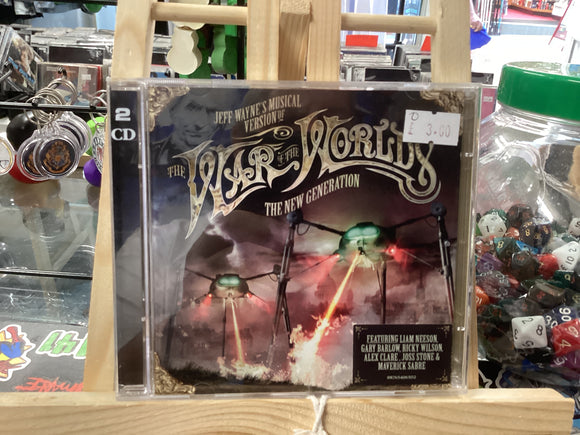 2
CD
JEFF WAYNE'S MUSICAL
VERSION OF
THE WAR OF THE WORLDS
THE NEW GENERATION
P
£ 3.00
FEATURING LIAM NEESON,
GARY BARLOW, RICKY WILSON,
ALEX CLARE, JOSS STONE &
MAVERICK SABRE